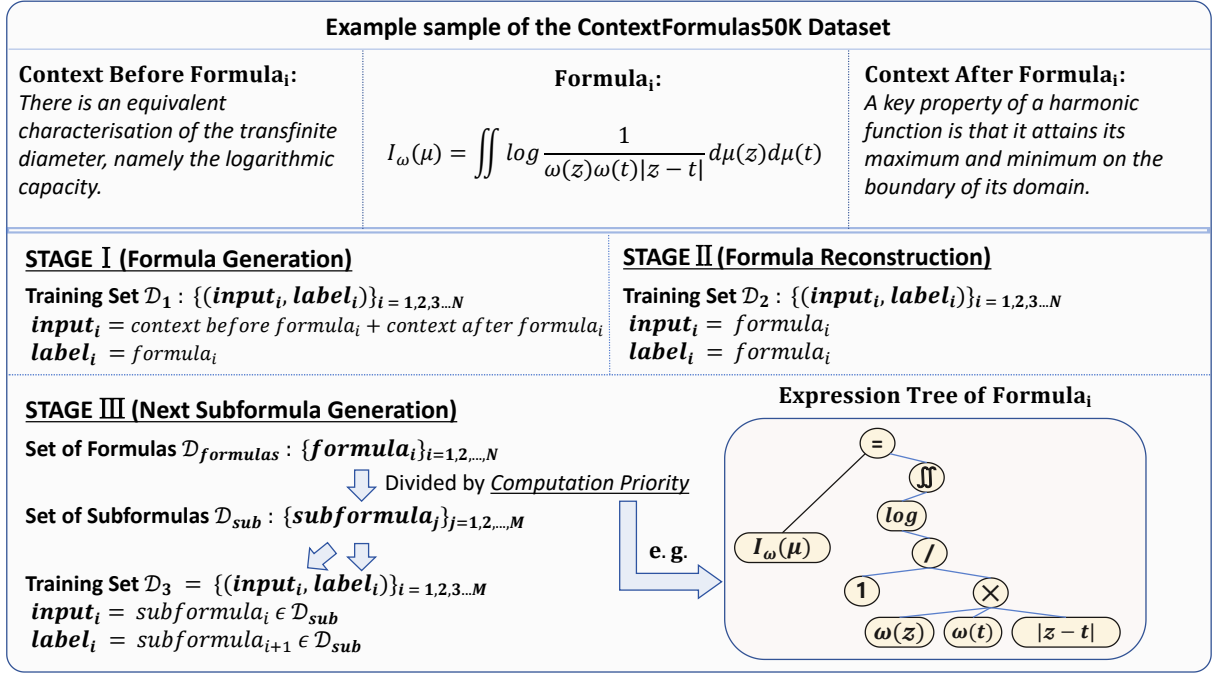 Example sample of the ContextFormulas50K Dataset
Context Before Formula_i:
There is an equivalent
characterisation of the transfinite
diameter, namely the logarithmic
capacity.
Formula_i:
I_ω(μ) = ∬ log 1 / (ω(z)ω(t)|z − t|) dμ(z)dμ(t)
Context After Formula_i:
A key property of a harmonic
function is that it attains its
maximum and minimum on the
boundary of its domain.
STAGE Ⅰ (Formula Generation)
Training Set 𝒟_1 : {(input_i, label_i)}_{i = 1,2,3…N}
input_i = context before formula_i + context after formula_i
label_i = formula_i
STAGE Ⅱ (Formula Reconstruction)
Training Set 𝒟_2 : {(input_i, label_i)}_{i = 1,2,3…N}
input_i = formula_i
label_i = formula_i
STAGE Ⅲ (Next Subformula Generation)
Set of Formulas 𝒟_formulas : {formula_i}_{i=1,2,…,N}
Divided by Computation Priority
Set of Subformulas 𝒟_sub : {subformula_j}_{j=1,2,…,M}
Training Set 𝒟_3 = {(input_i, label_i)}_{i = 1,2,3…M}
input_i = subformula_i ϵ 𝒟_sub
label_i = subformula_{i+1} ϵ 𝒟_sub
e. g.
Expression Tree of Formula_i
=
∬
log
I_ω(μ)
/
1
×
ω(z) ω(t) |z − t|